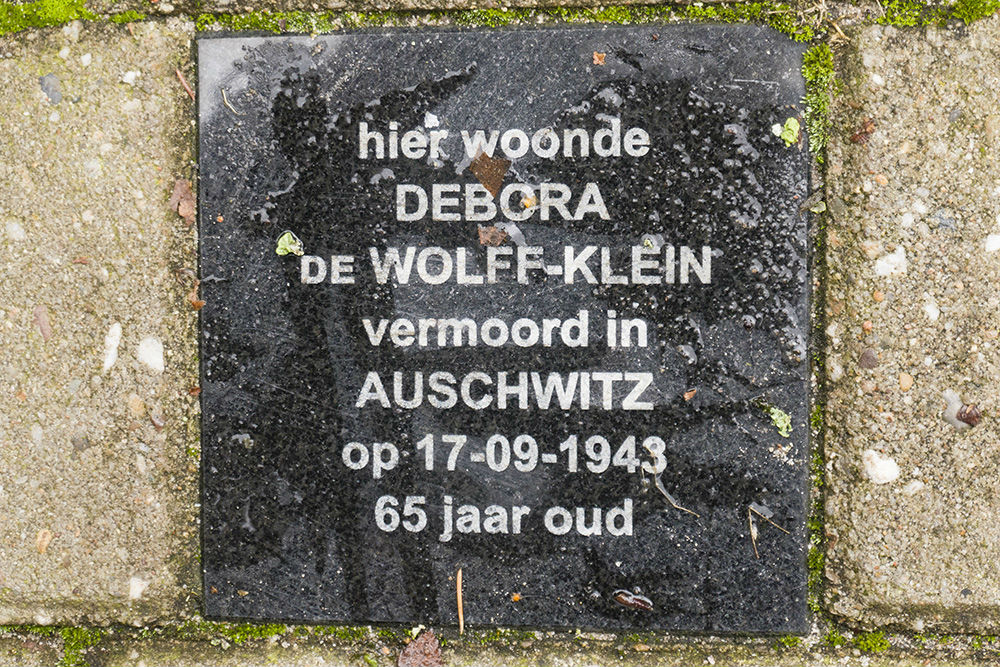 hier woonde
DEBORA
DE WOLFF-KLEIN
vermoord in
AUSCHWITZ
op 17-09-1943
65 jaar oud